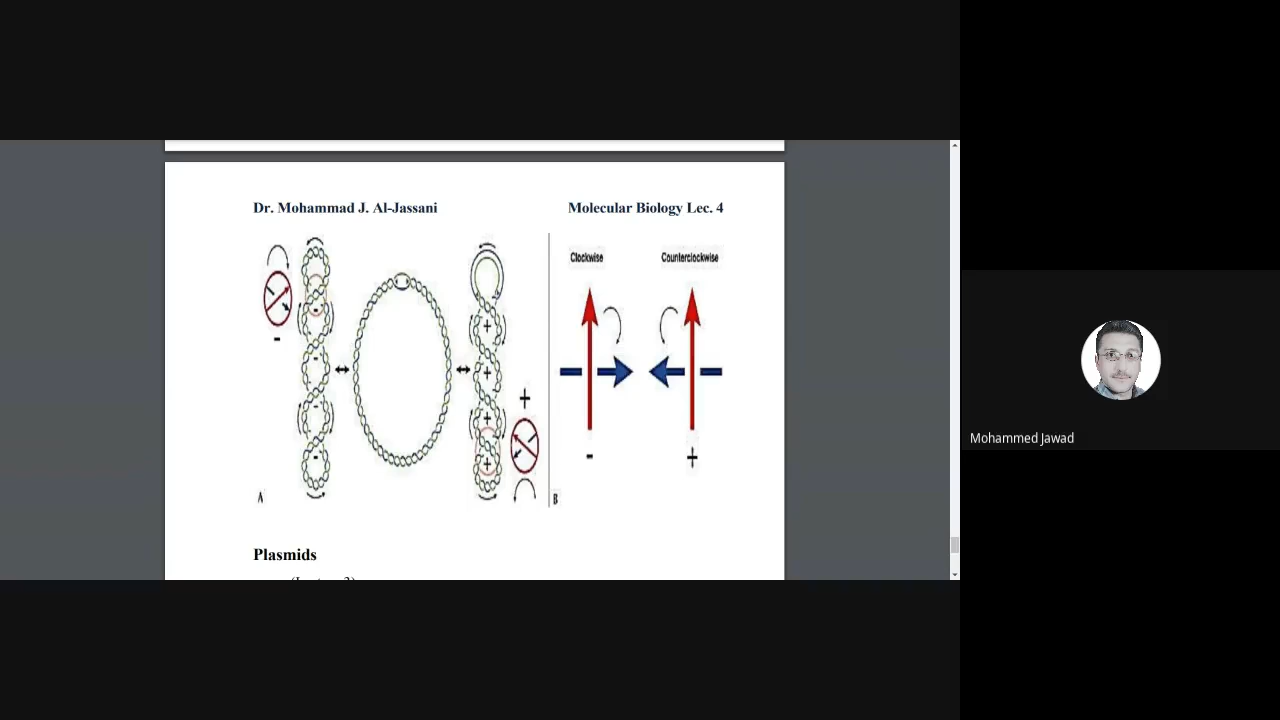 Dr. Mohammad J. Al-Jassani Molecular Biology Lec. 4
Clockwise Counterclockwise
-
-
-
-
-
+
+
+
+
+
- +
A B
Plasmids
Mohammed Jawad